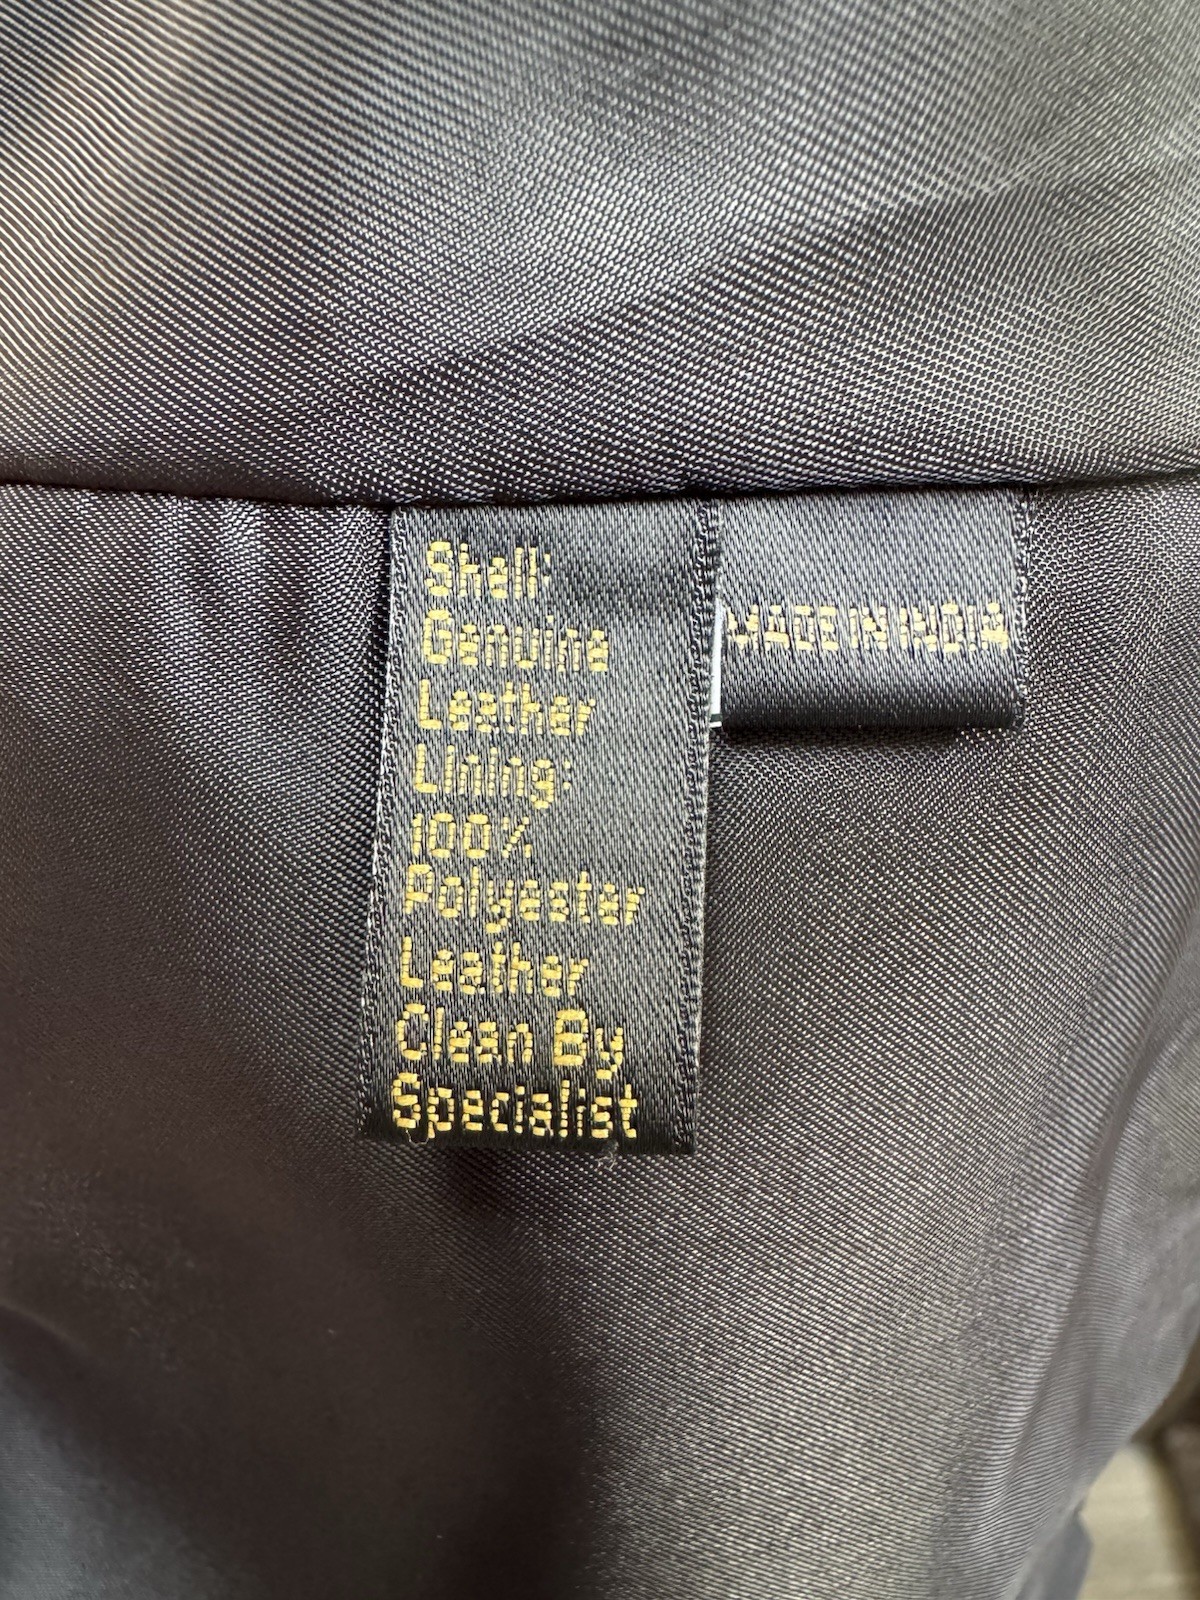 Shell:
Genuine
Leather
Lining:
100%
Polyester
Leather
Clean By
Specialist
MADE IN INDIA